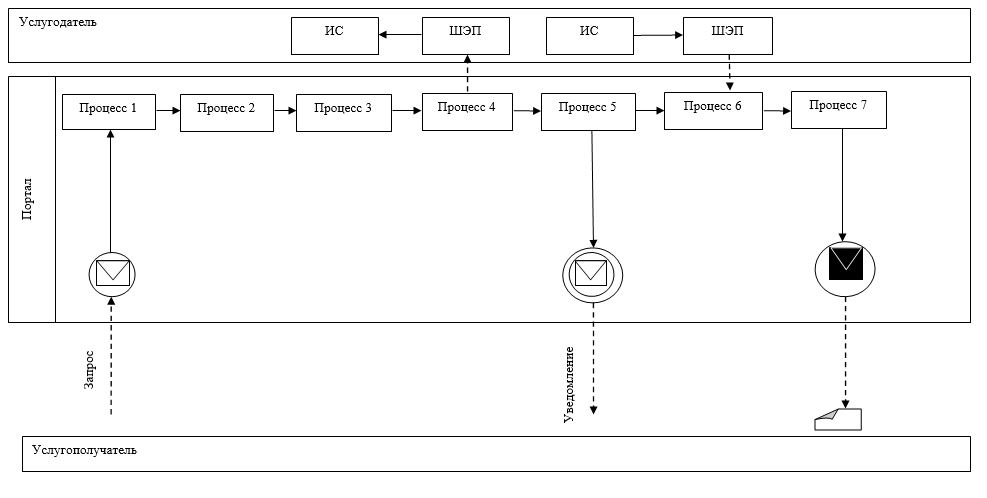 Услугодатель
ИС
ШЭП
ИС
ШЭП
Процесс 1
Процесс 2
Процесс 3
Процесс 4
Процесс 5
Процесс 6
Процесс 7
Портал
Запрос
Уведомление
Услугополучатель